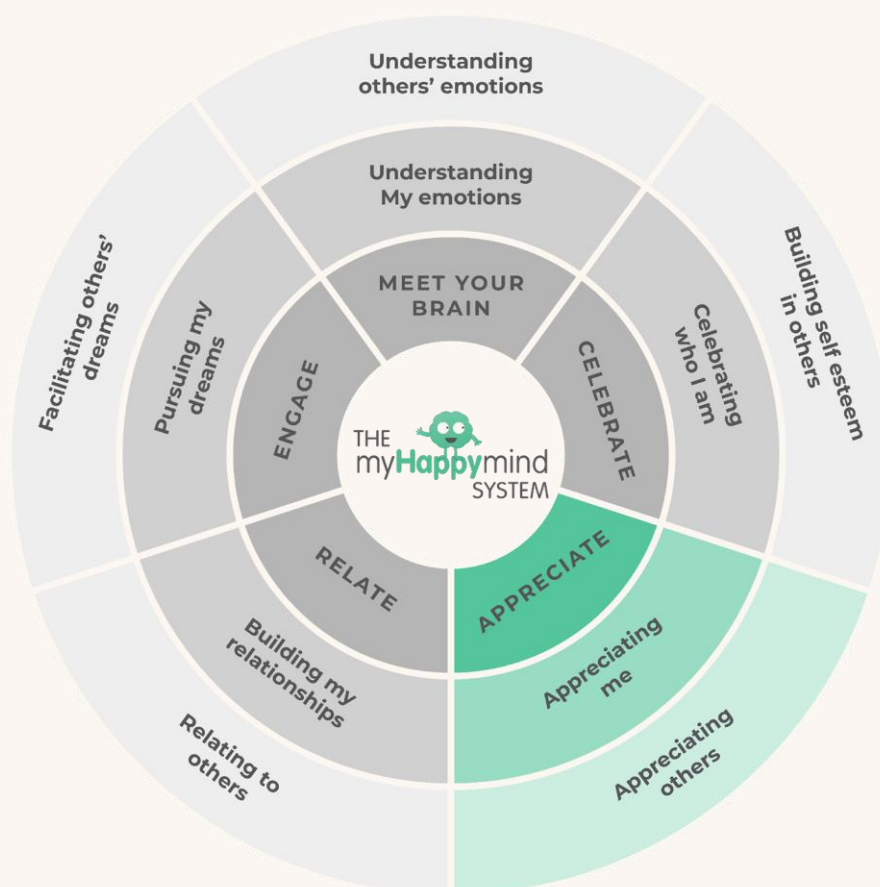 Understanding
others’ emotions
Understanding
My emotions
MEET YOUR
BRAIN
Building self esteem
in others
Celebrating
who I am
CELEBRATE
Facilitating others’
dreams
Pursuing my
dreams
ENGAGE
THE
myHappymind
SYSTEM
APPRECIATE
Appreciating
me
Appreciating
others
RELATE
Building my
relationships
Relating to
others